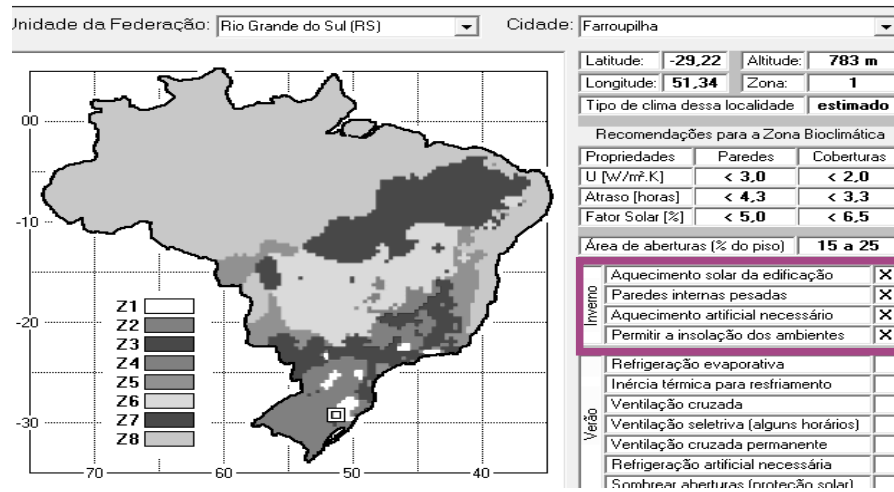 Unidade da Federação: Rio Grande do Sul (RS) Cidade: Farroupilha
Latitude: -29,22 Altitude: 783 m
Longitude: 51,34 Zona: 1
Tipo de clima dessa localidade estimado
Recomendações para a Zona Bioclimática
Propriedades Paredes Coberturas
U [W/m².K] < 3,0 < 2,0
Atraso [horas] < 4,3 < 3,3
Fator Solar [%] < 5,0 < 6,5
Área de aberturas (% do piso) 15 a 25
Inverno
Aquecimento solar da edificação X
Paredes internas pesadas X
Aquecimento artificial necessário X
Permitir a insolação dos ambientes X
Verão
Refrigeração evaporativa
Inércia térmica para resfriamento
Ventilação cruzada
Ventilação seletriva (alguns horários)
Ventilação cruzada permanente
Refrigeração artificial necessária
Sombrear aberturas (proteção solar)
00
-10
-20
-30
70
60
50
40
Z1
Z2
Z3
Z4
Z5
Z6
Z7
Z8